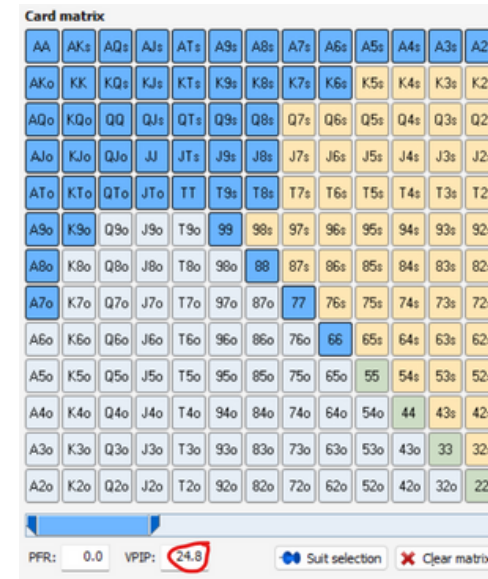 Card matrix
AA AKs AQs AJs ATs A9s A8s A7s A6s A5s A4s A3s A2
AKo KK KQs KJs KTs K9s K8s K7s K6s K5s K4s K3s K2
AQo KQo QQ QJs QTs Q9s Q8s Q7s Q6s Q5s Q4s Q3s Q2
AJo KJo QJo JJ JTs J9s J8s J7s J6s J5s J4s J3s J2
ATo KTo QTo JTo TT T9s T8s T7s T6s T5s T4s T3s T2
A9o K9o Q9o J9o T9o 99 98s 97s 96s 95s 94s 93s 92
A8o K8o Q8o J8o T8o 98o 88 87s 86s 85s 84s 83s 82
A7o K7o Q7o J7o T7o 97o 87o 77 76s 75s 74s 73s 72
A6o K6o Q6o J6o T6o 96o 86o 76o 66 65s 64s 63s 62
A5o K5o Q5o J5o T5o 95o 85o 75o 65o 55 54s 53s 52
A4o K4o Q4o J4o T4o 94o 84o 74o 64o 54o 44 43s 42
A3o K3o Q3o J3o T3o 93o 83o 73o 63o 53o 43o 33 32
A2o K2o Q2o J2o T2o 92o 82o 72o 62o 52o 42o 32o 22
PFR: 0.0 VPIP: 24.8 Suit selection Clear matrix